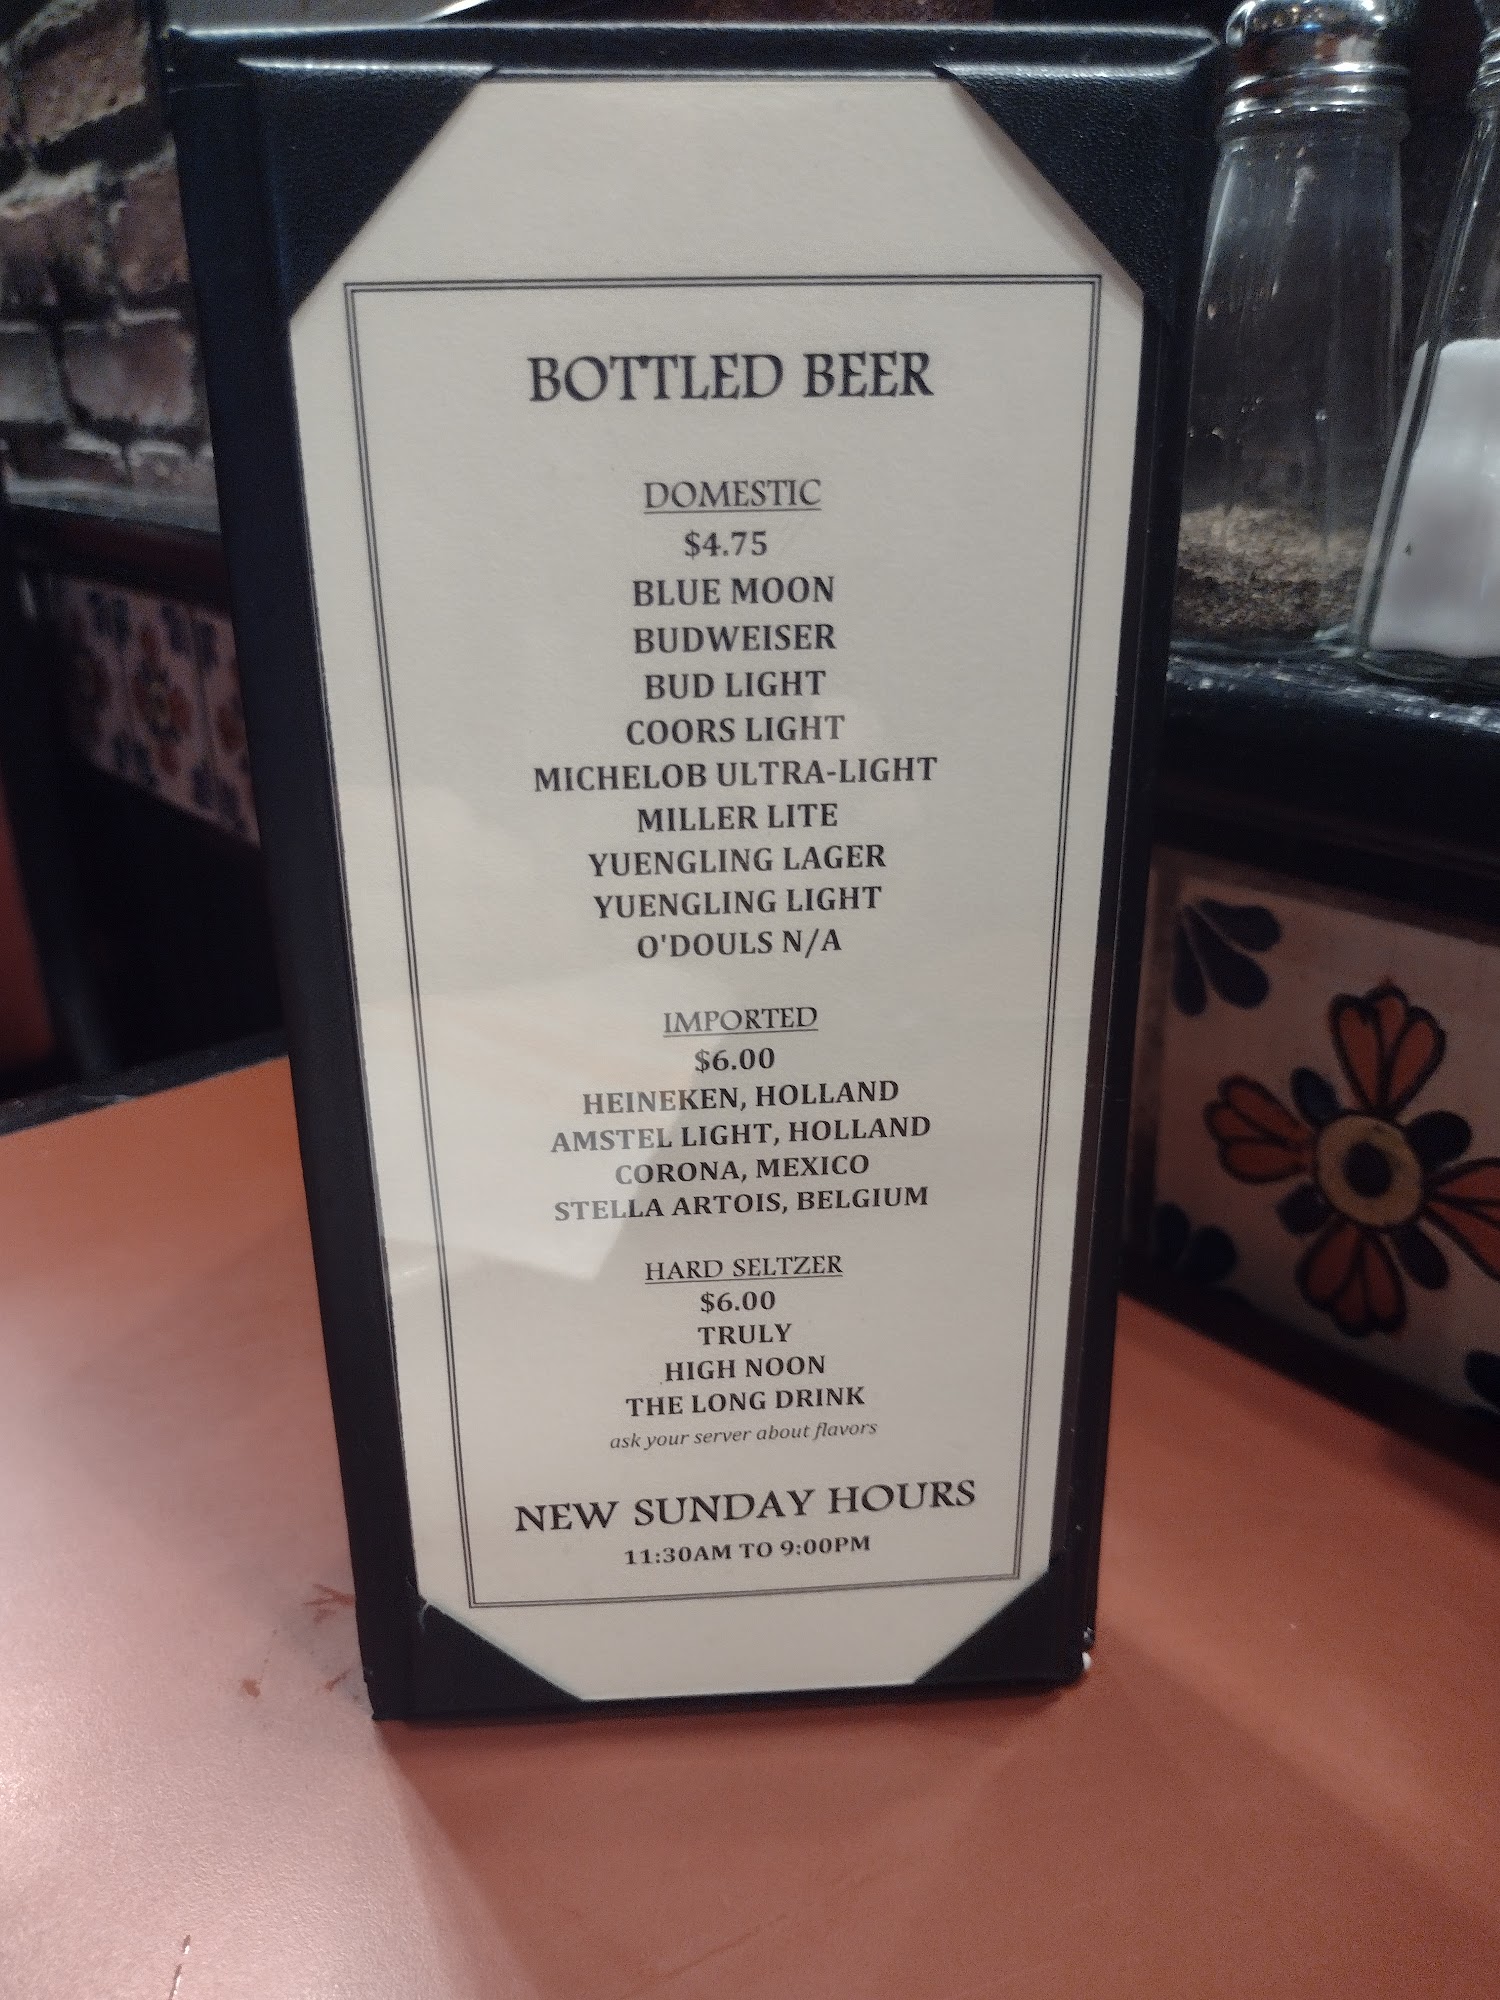 BOTTLED BEER
DOMESTIC
$4.75
BLUE MOON
BUDWEISER
BUD LIGHT
COORS LIGHT
MICHELOB ULTRA-LIGHT
MILLER LITE
YUENGLING LAGER
YUENGLING LIGHT
O'DOULS N/A
IMPORTED
$6.00
HEINEKEN, HOLLAND
AMSTEL LIGHT, HOLLAND
CORONA, MEXICO
STELLA ARTOIS, BELGIUM
HARD SELTZER
$6.00
TRULY
HIGH NOON
THE LONG DRINK
ask your server about flavors
NEW SUNDAY HOURS
11:30AM TO 9:00PM